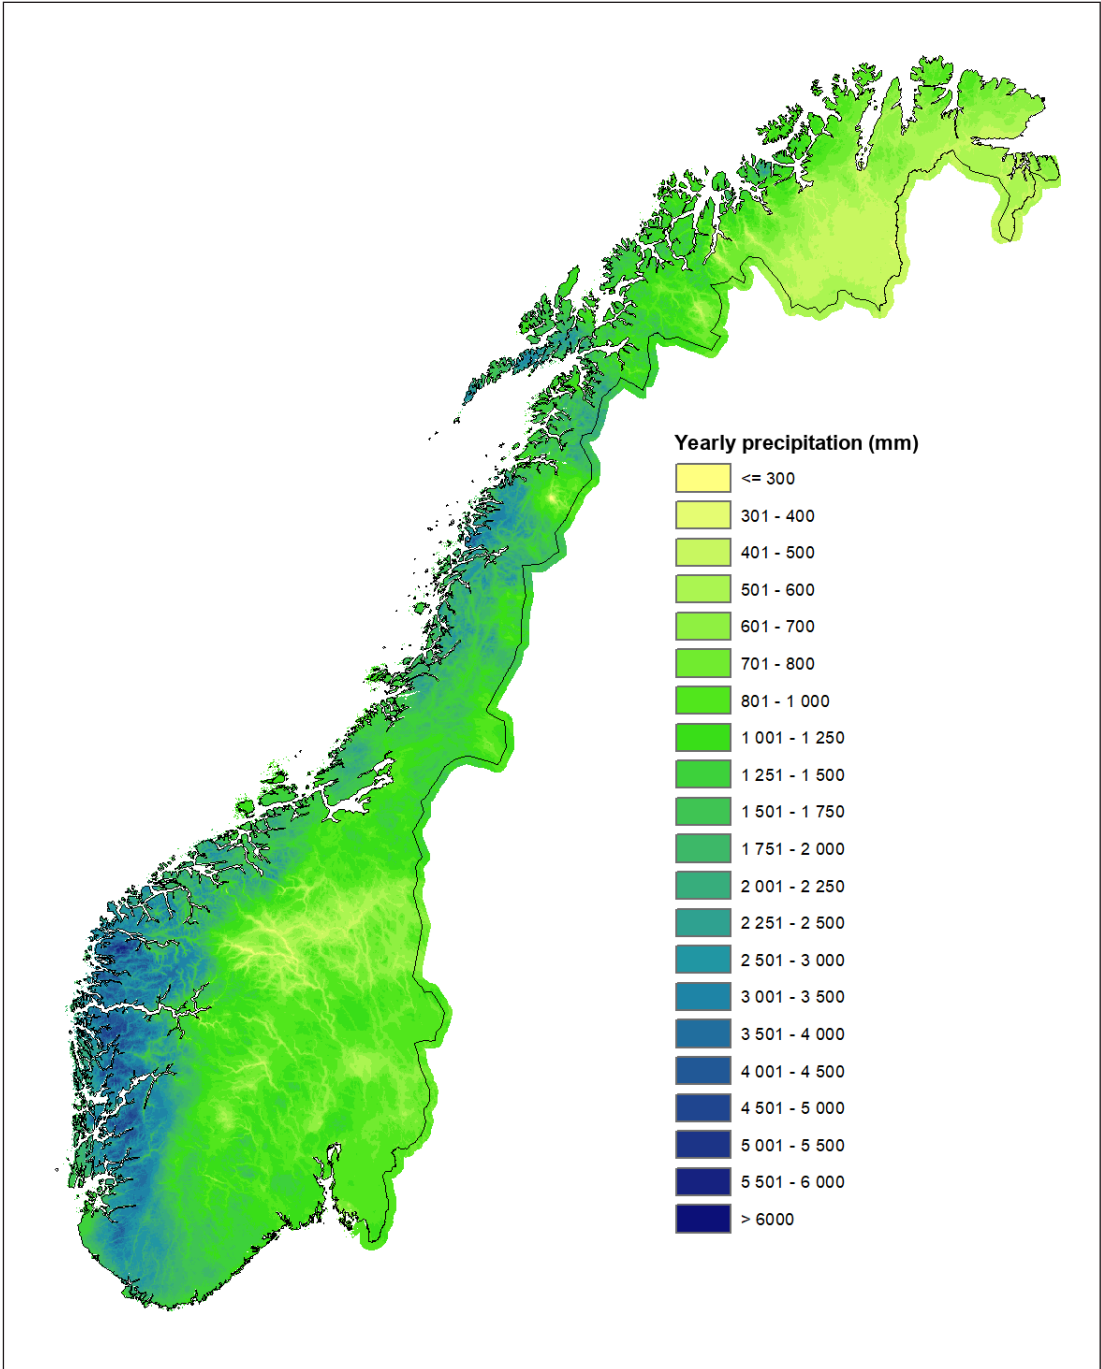 Yearly precipitation (mm)
<= 300
301 - 400
401 - 500
501 - 600
601 - 700
701 - 800
801 - 1 000
1 001 - 1 250
1 251 - 1 500
1 501 - 1 750
1 751 - 2 000
2 001 - 2 250
2 251 - 2 500
2 501 - 3 000
3 001 - 3 500
3 501 - 4 000
4 001 - 4 500
4 501 - 5 000
5 001 - 5 500
5 501 - 6 000
> 6000